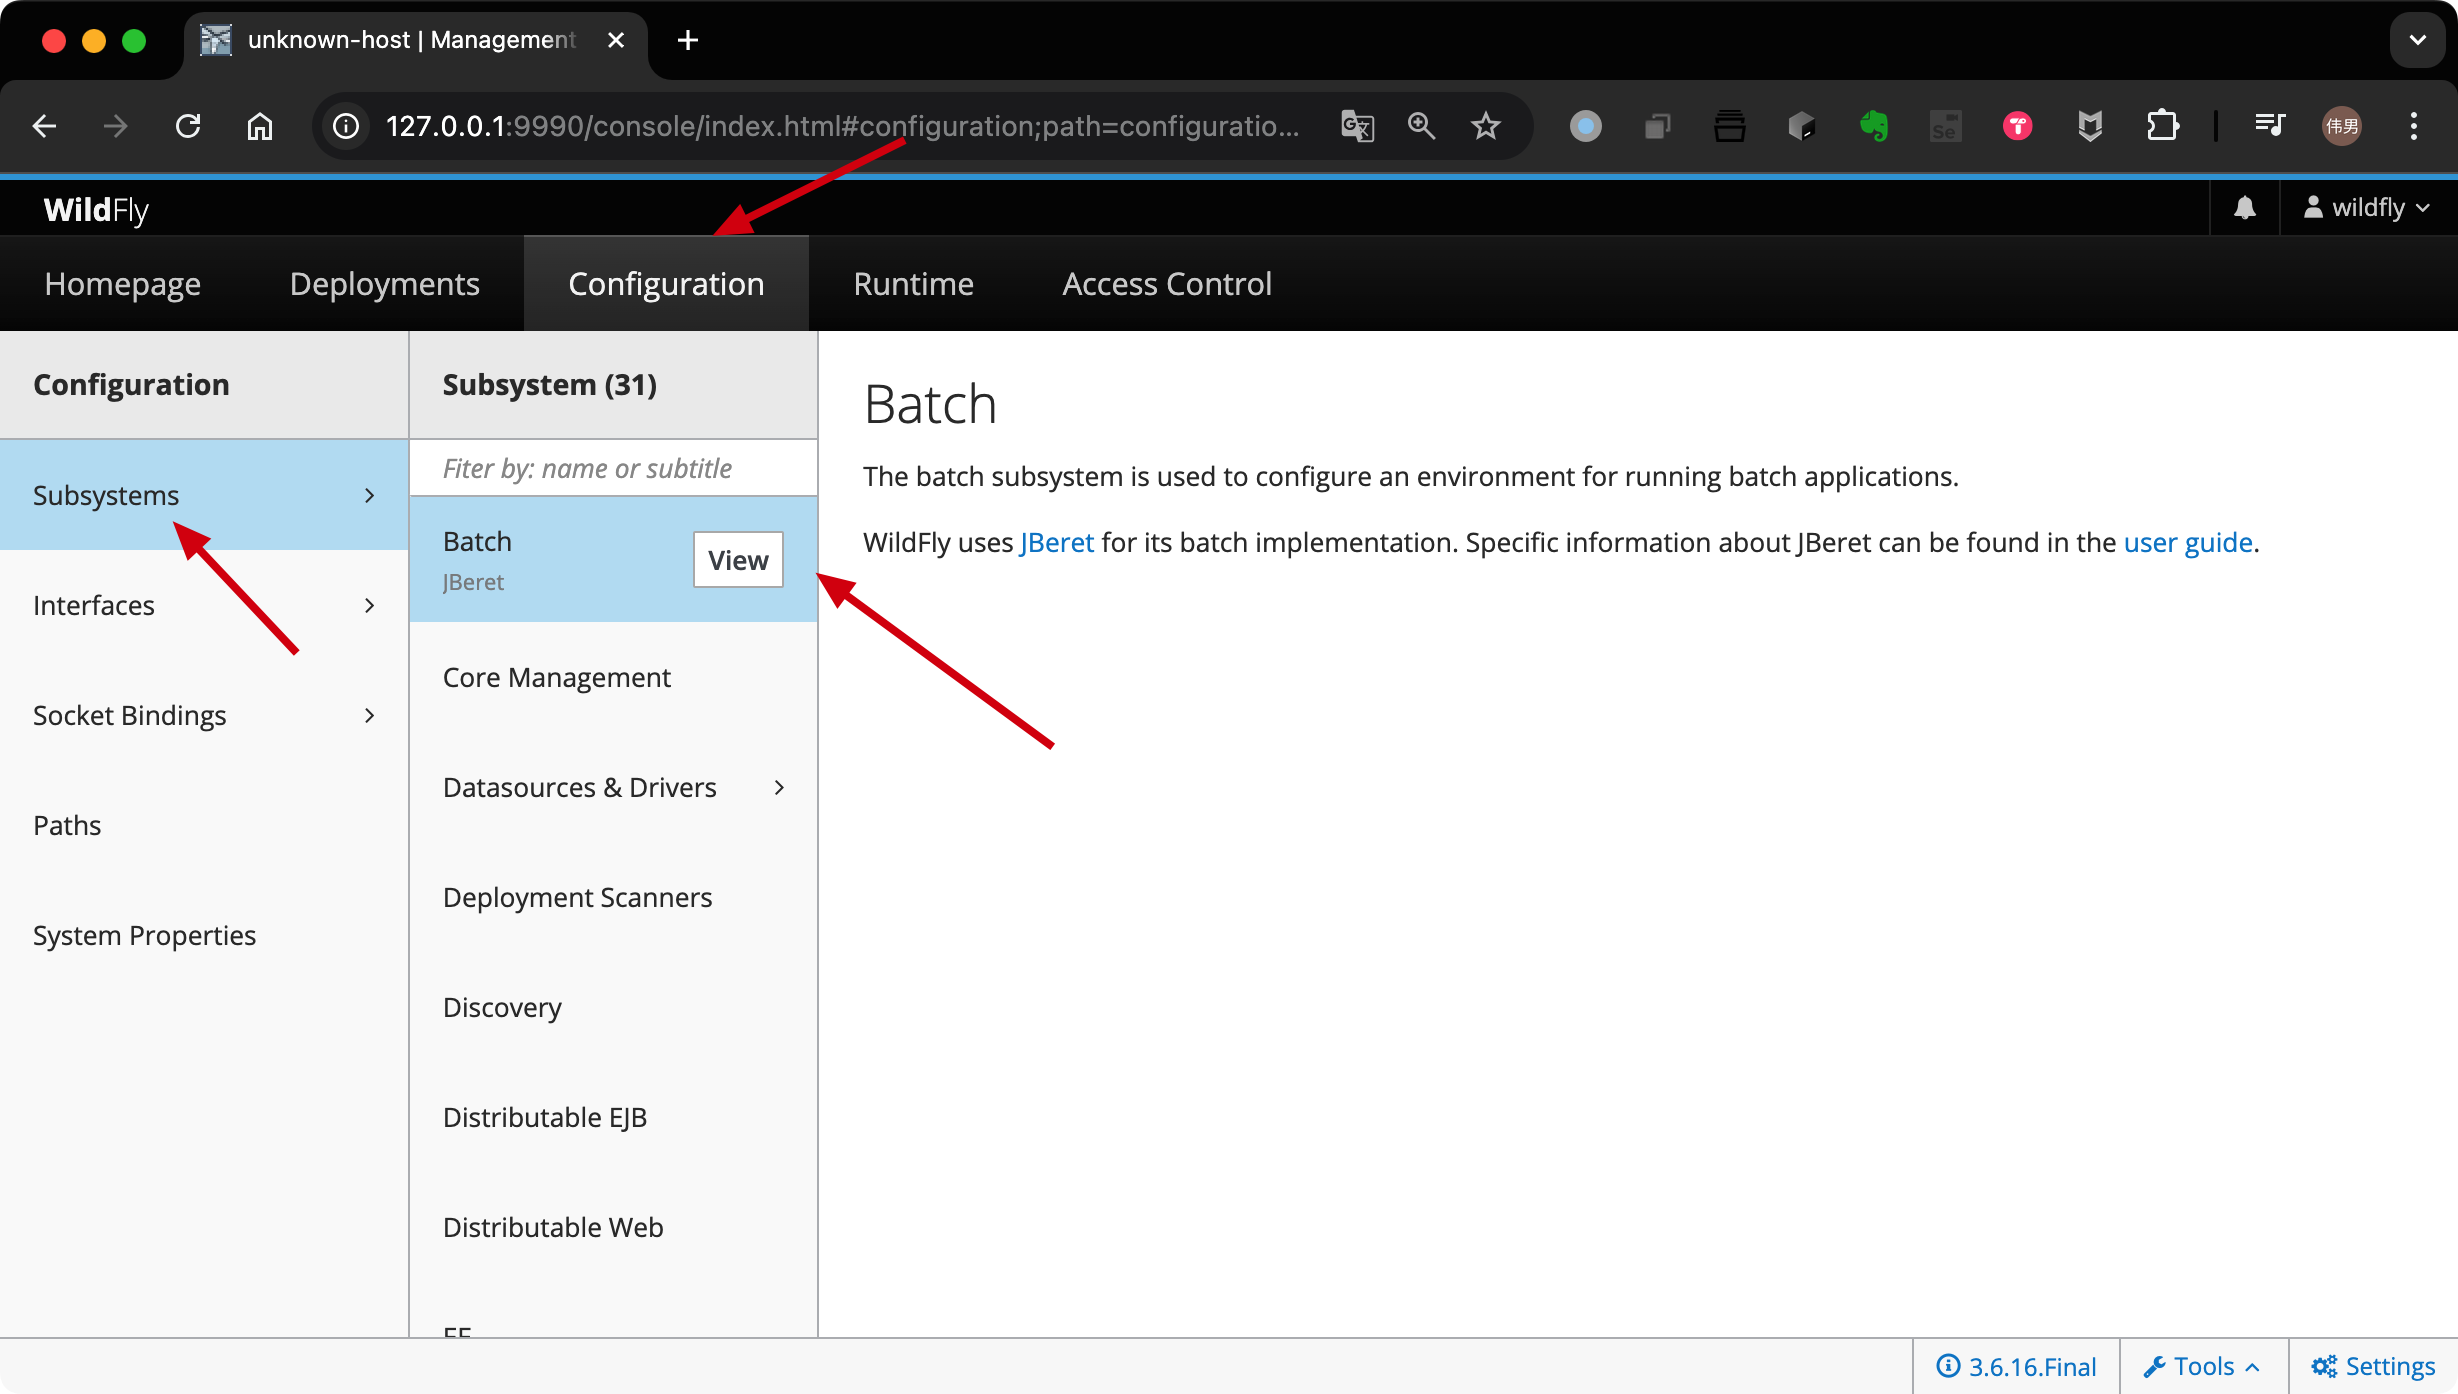 unknown-host | Management
127.0.0.1:9990/console/index.html#configuration;path=configuratio...
Se
伟男
WildFly
wildfly
Homepage
Deployments
Configuration
Runtime
Access Control
Configuration
Subsystems
Interfaces
Socket Bindings
Paths
System Properties
Subsystem (31)
Fiter by: name or subtitle
Batch
JBeret
View
Core Management
Datasources & Drivers
Deployment Scanners
Discovery
Distributable EJB
Distributable Web
EE
Batch
The batch subsystem is used to configure an environment for running batch applications.
WildFly uses JBeret for its batch implementation. Specific information about JBeret can be found in the user guide.
3.6.16.Final
Tools
Settings